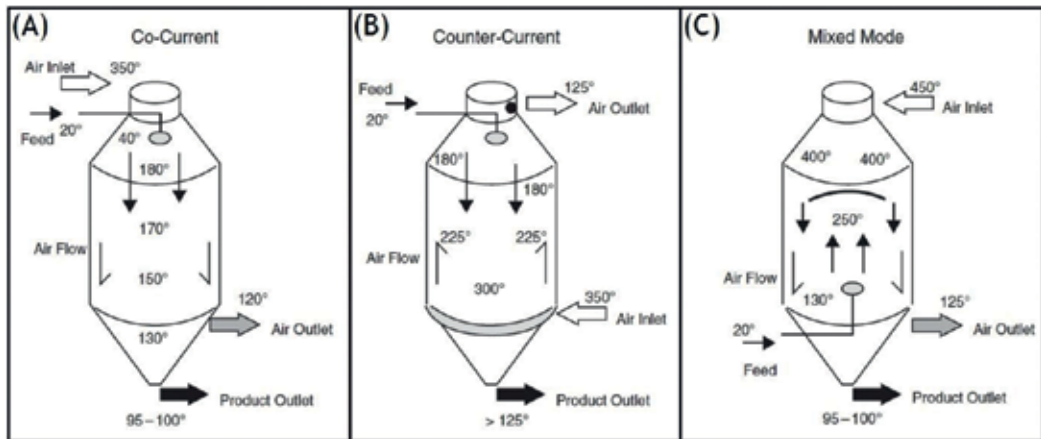 (A)
Co-Current
Air Inlet
350°
20°
Feed
40°
180°
170°
Air Flow
150°
120°
Air Outlet
130°
Product Outlet
95–100°
(B)
Counter-Current
Feed
20°
125°
Air Outlet
180°
180°
225°
225°
Air Flow
300°
350°
Air Inlet
Product Outlet
> 125°
(C)
Mixed Mode
450°
Air Inlet
400°
400°
250°
Air Flow
130°
125°
Air Outlet
20°
Feed
Product Outlet
95–100°